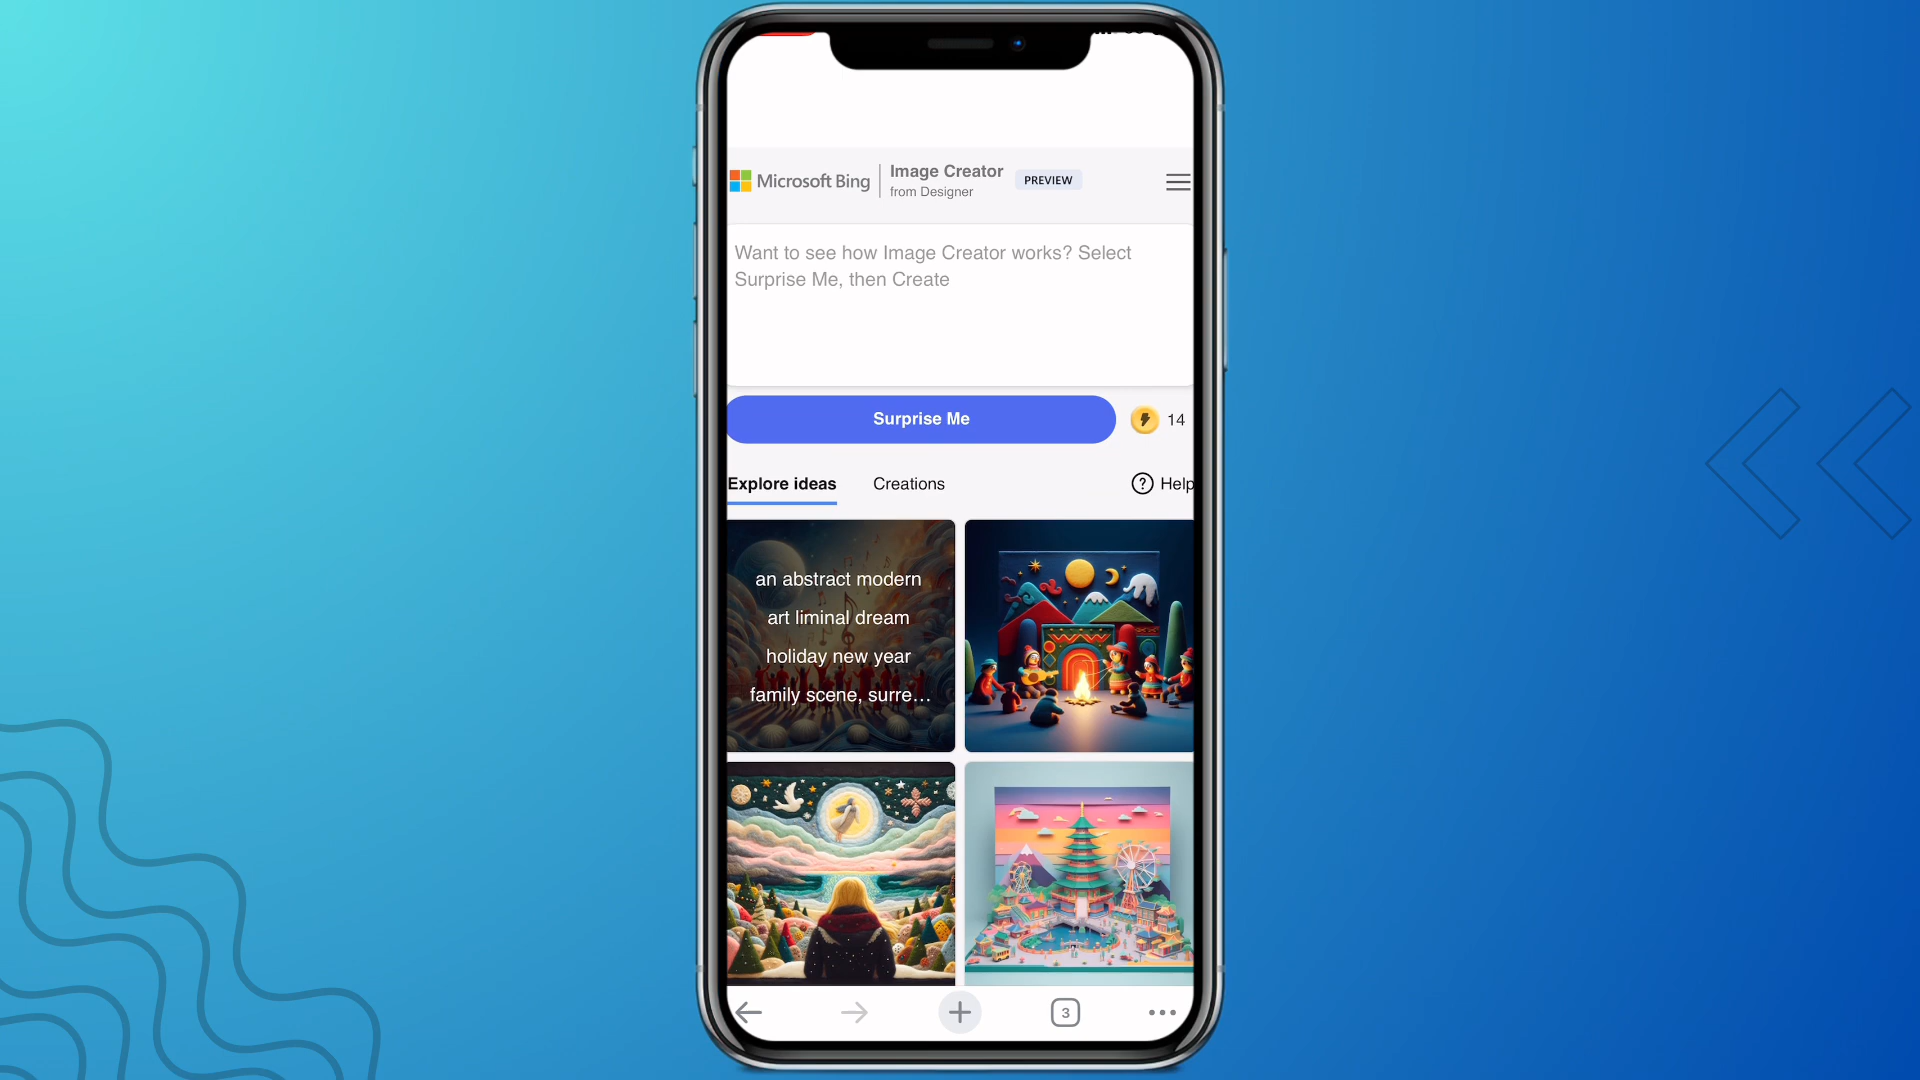 Microsoft Bing
Image Creator
from Designer
PREVIEW
Want to see how Image Creator works? Select
Surprise Me, then Create
Surprise Me
14
Explore ideas
Creations
Help
an abstract modern
art liminal dream
holiday new year
family scene, surre...
3